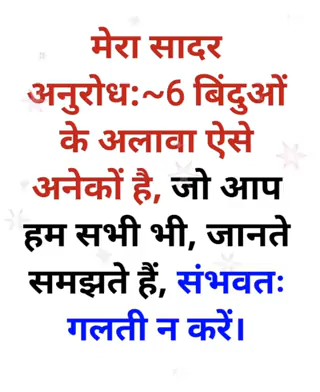 मेरा सादर
अनुरोध:~6 बिंदुओं
के अलावा ऐसे
अनेकों है, जो आप
हम सभी भी, जानते
समझते हैं, संभवतः
गलती न करें।